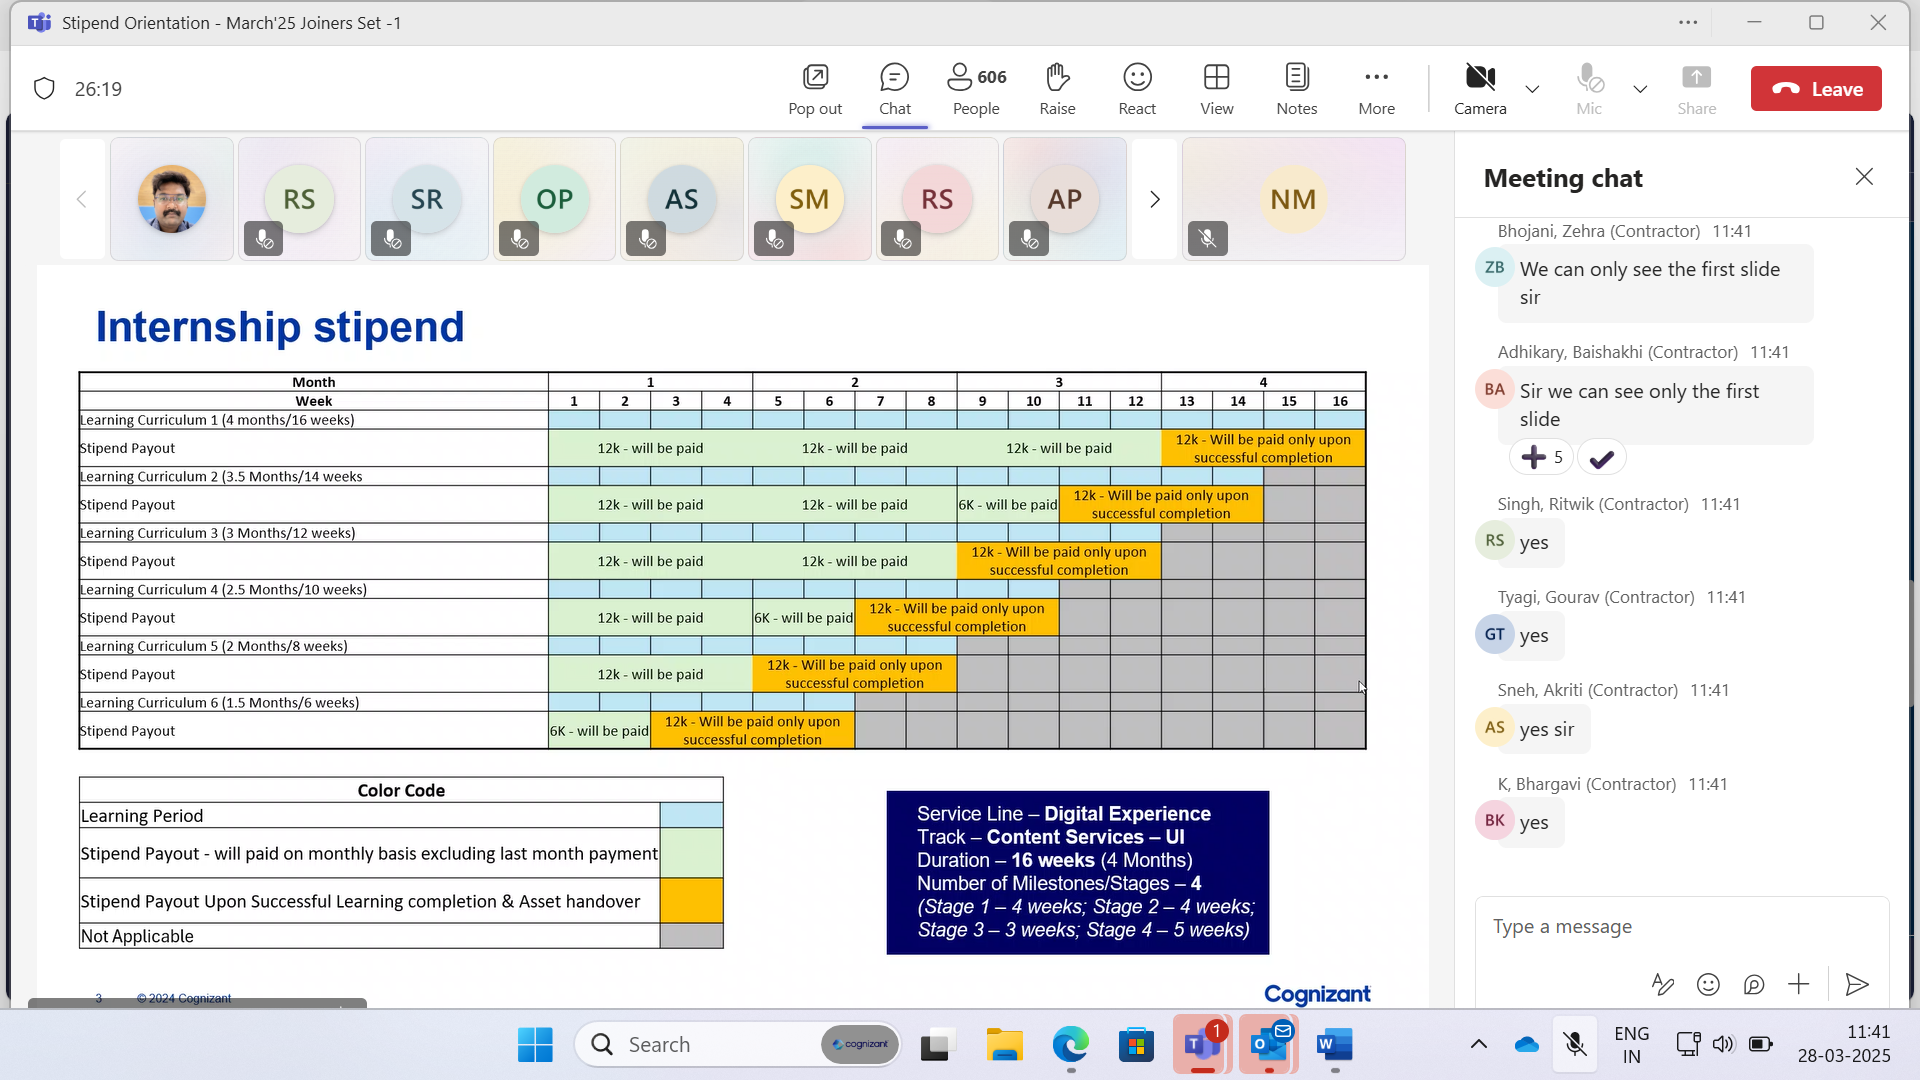 Stipend Orientation - March'25 Joiners Set -1
26:19
Pop out
Chat
606
People
Raise
React
View
Notes
More
Camera
Mic
Share
Leave
RS
SR
OP
AS
SM
RS
AP
NM
Internship stipend
Month 1 2 3 4
Week 1 2 3 4 5 6 7 8 9 10 11 12 13 14 15 16
Learning Curriculum 1 (4 months/16 weeks)
Stipend Payout 12k - will be paid 12k - will be paid 12k - will be paid 12k - Will be paid only upon
successful completion
Learning Curriculum 2 (3.5 Months/14 weeks
Stipend Payout 12k - will be paid 12k - will be paid 6K - will be paid 12k - Will be paid only upon
successful completion
Learning Curriculum 3 (3 Months/12 weeks)
Stipend Payout 12k - will be paid 12k - will be paid 12k - Will be paid only upon
successful completion
Learning Curriculum 4 (2.5 Months/10 weeks)
Stipend Payout 12k - will be paid 6K - will be paid 12k - Will be paid only upon
successful completion
Learning Curriculum 5 (2 Months/8 weeks)
Stipend Payout 12k - will be paid 12k - Will be paid only upon
successful completion
Learning Curriculum 6 (1.5 Months/6 weeks)
Stipend Payout 6K - will be paid 12k - Will be paid only upon
successful completion
Color Code
Learning Period
Stipend Payout - will paid on monthly basis excluding last month payment
Stipend Payout Upon Successful Learning completion & Asset handover
Not Applicable
Service Line – Digital Experience
Track – Content Services – UI
Duration – 16 weeks (4 Months)
Number of Milestones/Stages – 4
(Stage 1 – 4 weeks; Stage 2 – 4 weeks;
Stage 3 – 3 weeks; Stage 4 – 5 weeks)
3 © 2024 Cognizant
Cognizant
Meeting chat
Bhojani, Zehra (Contractor) 11:41
ZB
We can only see the first slide
sir
Adhikary, Baishakhi (Contractor) 11:41
BA
Sir we can see only the first
slide
5
Singh, Ritwik (Contractor) 11:41
RS
yes
Tyagi, Gourav (Contractor) 11:41
GT
yes
Sneh, Akriti (Contractor) 11:41
AS
yes sir
K, Bhargavi (Contractor) 11:41
BK
yes
Type a message
Search
cognizant
1
ENG
IN
11:41
28-03-2025